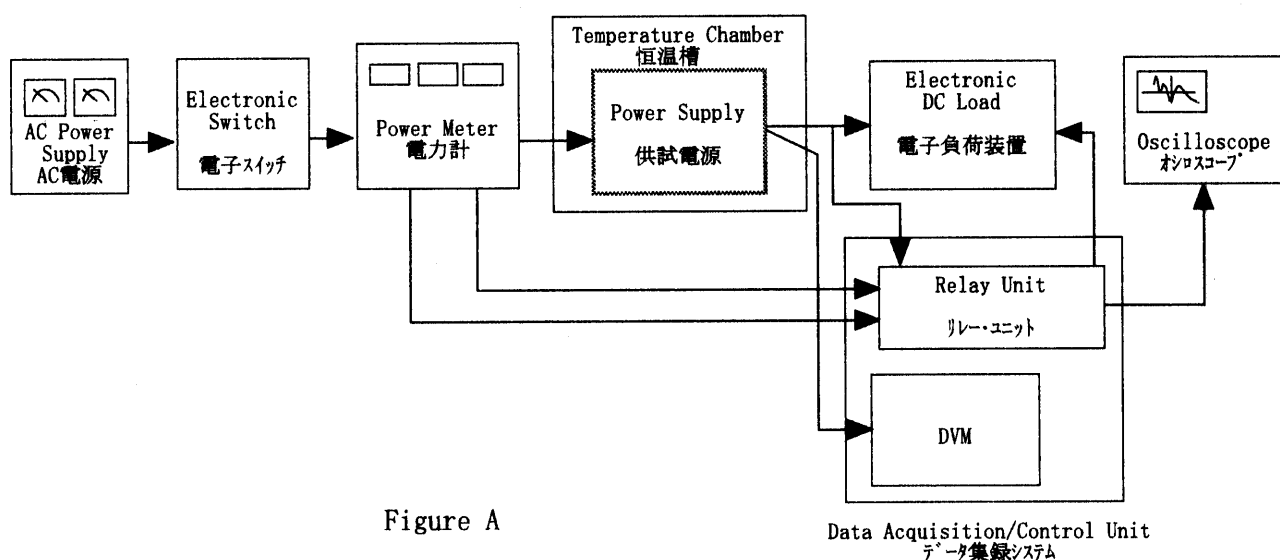 AC Power
Supply
AC電源
Electronic
Switch
電子スイッチ
Power Meter
電力計
Temperature Chamber
恒温槽
Power Supply
供試電源
Electronic
DC Load
電子負荷装置
Oscilloscope
オシロスコープ
Relay Unit
リレー・ユニット
DVM
Data Acquisition/Control Unit
データ集録システム
Figure A